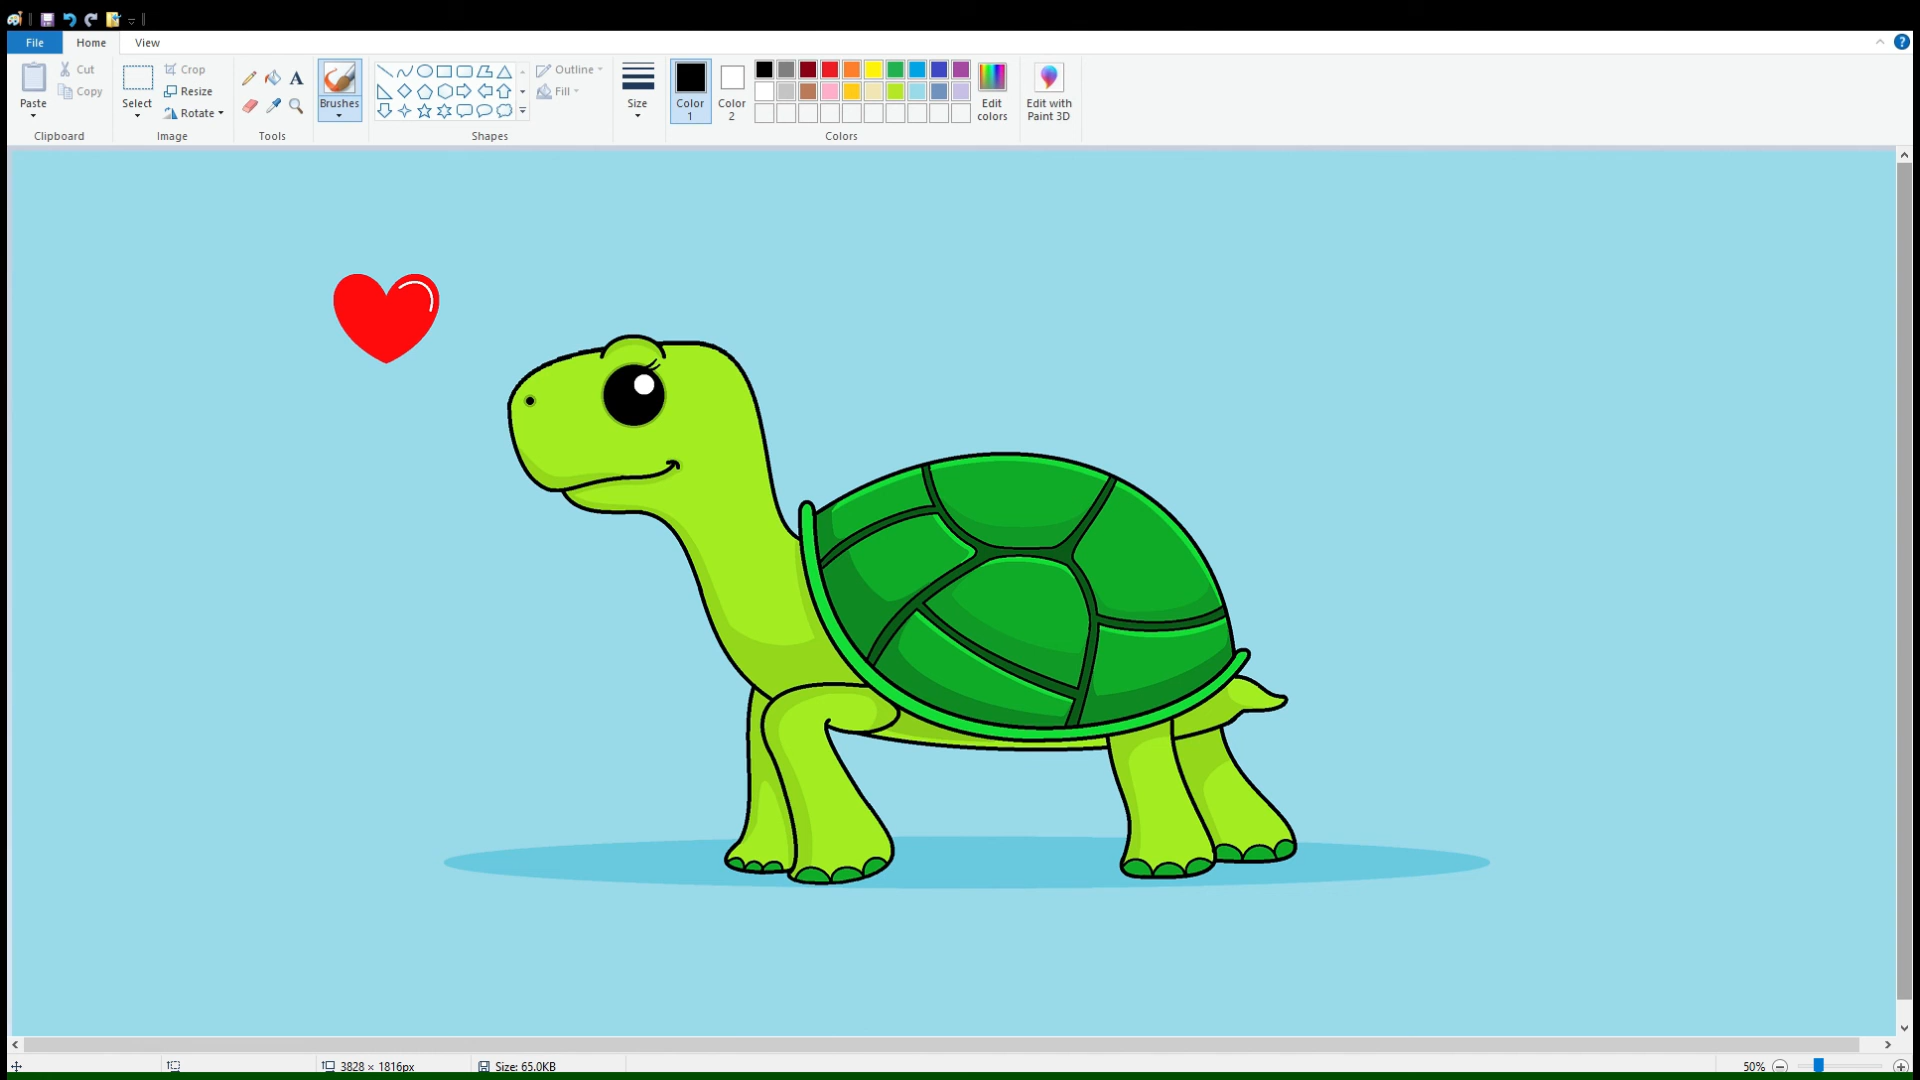 File Home View
Paste
Cut
Copy
Clipboard
Select
Crop
Resize
Rotate
Image
A
Tools
Brushes
Shapes
Outline
Fill
Size
Color
1
Color
2
Edit
colors
Colors
Edit with
Paint 3D
3828 × 1816px
Size: 65.0KB
50%